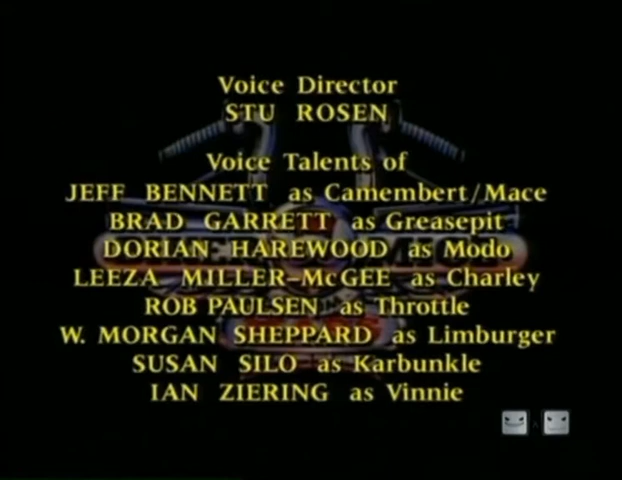 Voice Director
STU ROSEN
Voice Talents of
JEFF BENNETT as Camembert/Mace
BRAD GARRETT as Greasepit
DORIAN HAREWOOD as Modo
LEEZA MILLER-McGEE as Charley
ROB PAULSEN as Throttle
W. MORGAN SHEPPARD as Limburger
SUSAN SILO as Karbunkle
IAN ZIERING as Vinnie